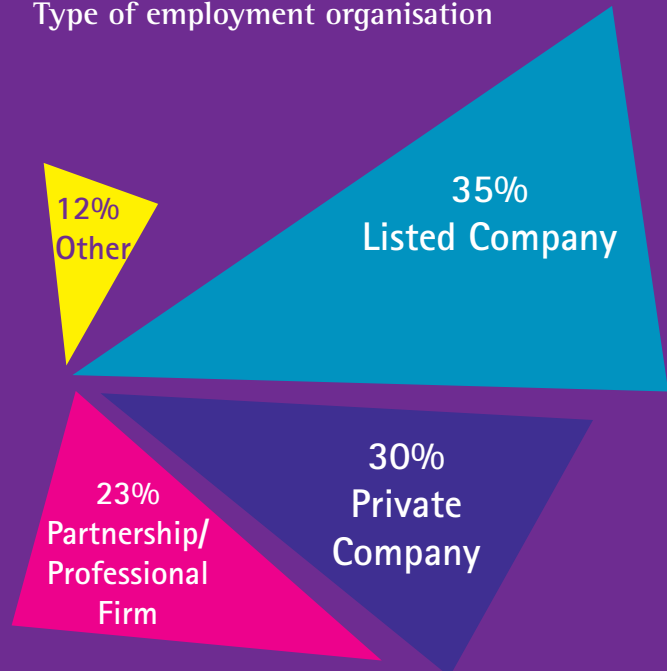 Type of employment organisation
35%
Listed Company
12%
Other
30%
Private
Company
23%
Partnership/
Professional
Firm